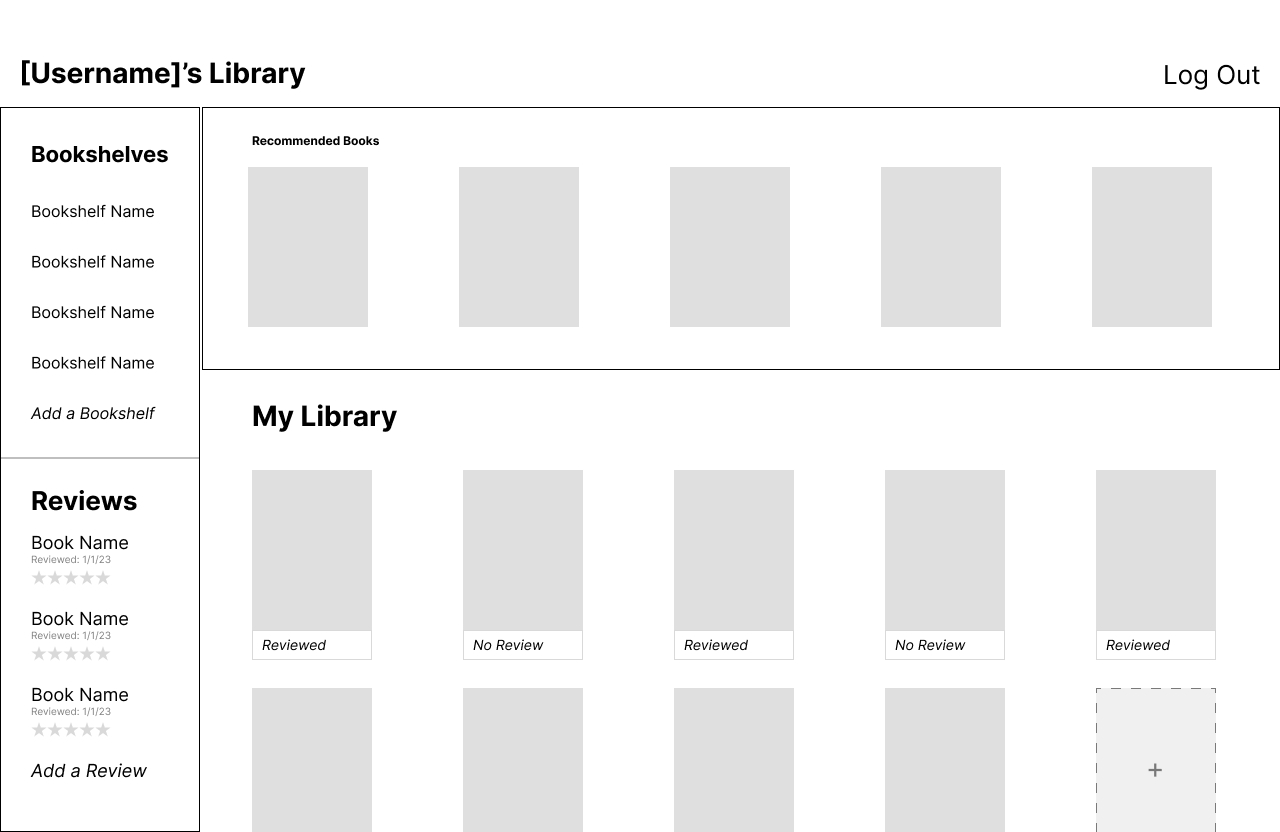 [Username]’s Library
Log Out
Bookshelves
Bookshelf Name
Bookshelf Name
Bookshelf Name
Bookshelf Name
Add a Bookshelf
Reviews
Book Name
Reviewed: 1/1/23
★★★★★
Book Name
Reviewed: 1/1/23
★★★★★
Book Name
Reviewed: 1/1/23
★★★★★
Add a Review
Recommended Books
My Library
Reviewed
No Review
Reviewed
No Review
Reviewed
+